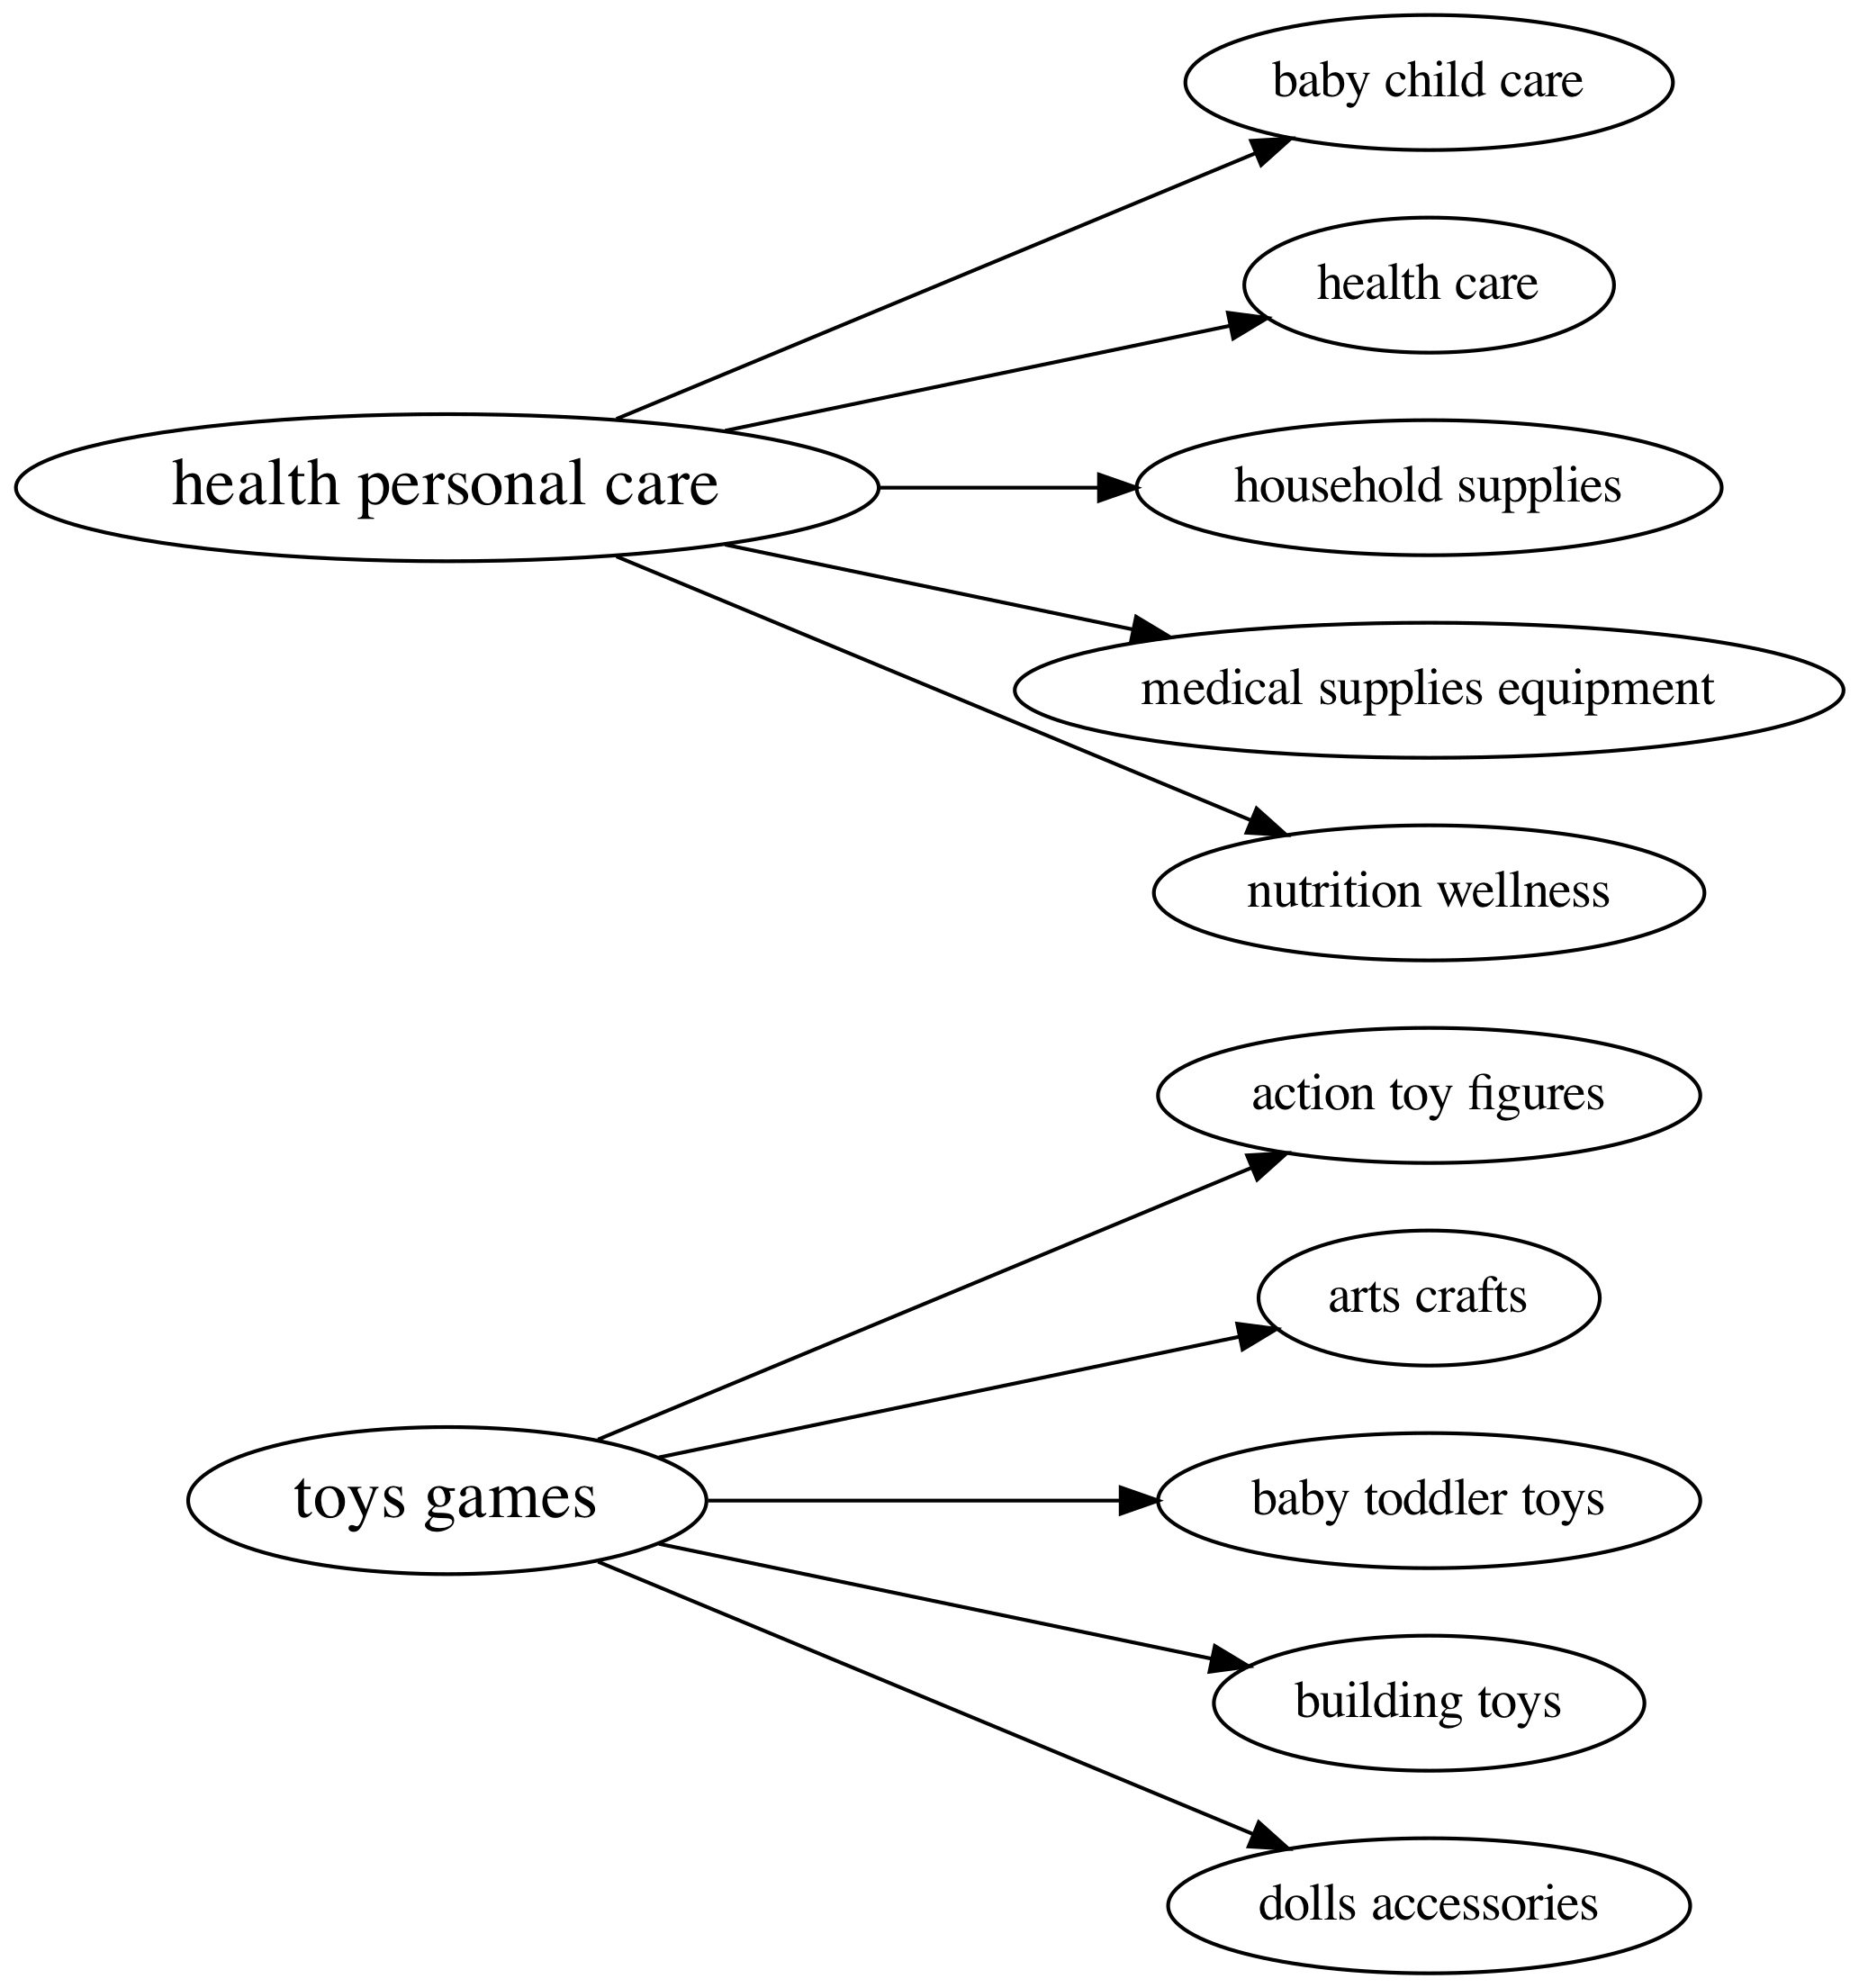 health personal care
baby child care
health care
household supplies
medical supplies equipment
nutrition wellness
toys games
action toy figures
arts crafts
baby toddler toys
building toys
dolls accessories